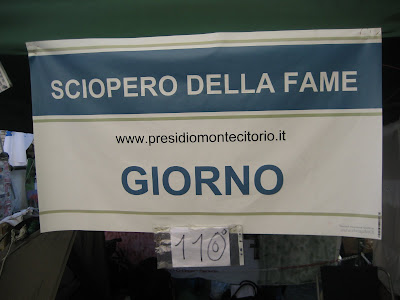 SCIOPERO DELLA FAME
www.presidiomontecitorio.it
GIORNO
110°